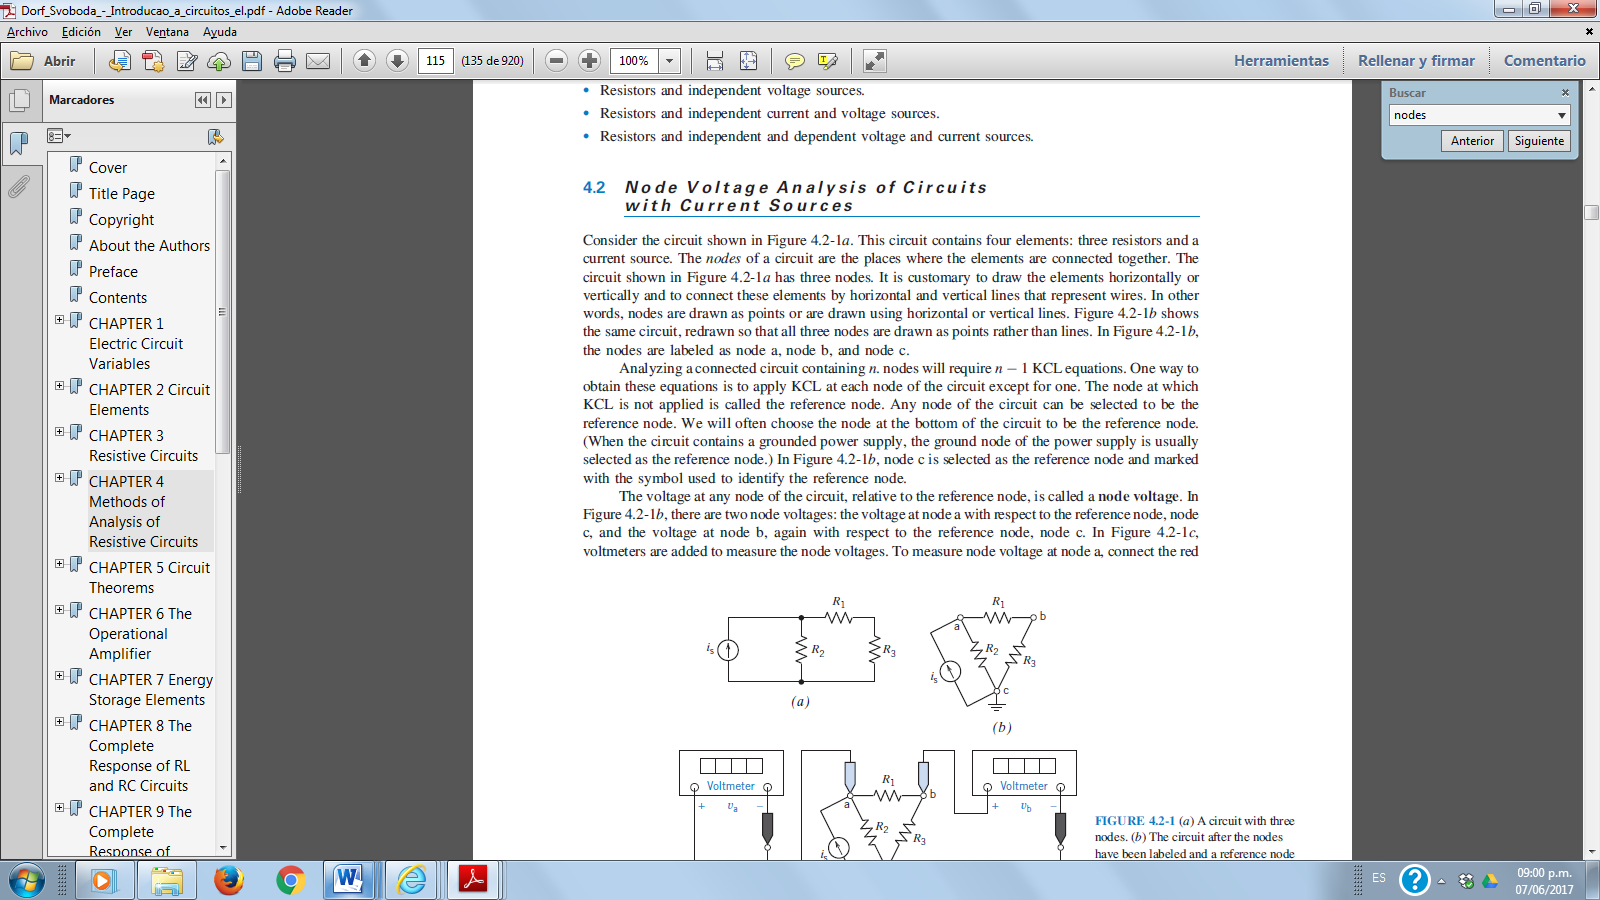 Dorf_Svoboda_-_Introducao_a_circuitos_el.pdf - Adobe Reader
Archivo Edición Ver Ventana Ayuda
Abrir
115 (135 de 920)
100%
Herramientas Rellenar y firmar Comentario
Marcadores
Cover
Title Page
Copyright
About the Authors
Preface
Contents
CHAPTER 1
Electric Circuit
Variables
CHAPTER 2 Circuit
Elements
CHAPTER 3
Resistive Circuits
CHAPTER 4
Methods of
Analysis of
Resistive Circuits
CHAPTER 5 Circuit
Theorems
CHAPTER 6 The
Operational
Amplifier
CHAPTER 7 Energy
Storage Elements
CHAPTER 8 The
Complete
Response of RL
and RC Circuits
CHAPTER 9 The
Complete
Response of
• Resistors and independent voltage sources.
• Resistors and independent current and voltage sources.
• Resistors and independent and dependent voltage and current sources.
4.2 Node Voltage Analysis of Circuits
with Current Sources
Consider the circuit shown in Figure 4.2-1a. This circuit contains four elements: three resistors and a
current source. The nodes of a circuit are the places where the elements are connected together. The
circuit shown in Figure 4.2-1a has three nodes. It is customary to draw the elements horizontally or
vertically and to connect these elements by horizontal and vertical lines that represent wires. In other
words, nodes are drawn as points or are drawn using horizontal or vertical lines. Figure 4.2-1b shows
the same circuit, redrawn so that all three nodes are drawn as points rather than lines. In Figure 4.2-1b,
the nodes are labeled as node a, node b, and node c.
Analyzing a connected circuit containing n. nodes will require n − 1 KCL equations. One way to
obtain these equations is to apply KCL at each node of the circuit except for one. The node at which
KCL is not applied is called the reference node. Any node of the circuit can be selected to be the
reference node. We will often choose the node at the bottom of the circuit to be the reference node.
(When the circuit contains a grounded power supply, the ground node of the power supply is usually
selected as the reference node.) In Figure 4.2-1b, node c is selected as the reference node and marked
with the symbol used to identify the reference node.
The voltage at any node of the circuit, relative to the reference node, is called a node voltage. In
Figure 4.2-1b, there are two node voltages: the voltage at node a with respect to the reference node, node
c, and the voltage at node b, again with respect to the reference node, node c. In Figure 4.2-1c,
voltmeters are added to measure the node voltages. To measure node voltage at node a, connect the red
R1
is
R2
R3
(a)
R1
a
b
R2
R3
is
c
(b)
Voltmeter
+ va −
R1
a
b
R2
R3
is
Voltmeter
+ vb −
FIGURE 4.2-1 (a) A circuit with three
nodes. (b) The circuit after the nodes
have been labeled and a reference node
Buscar
nodes
Anterior Siguiente
ES
09:00 p.m.
07/06/2017